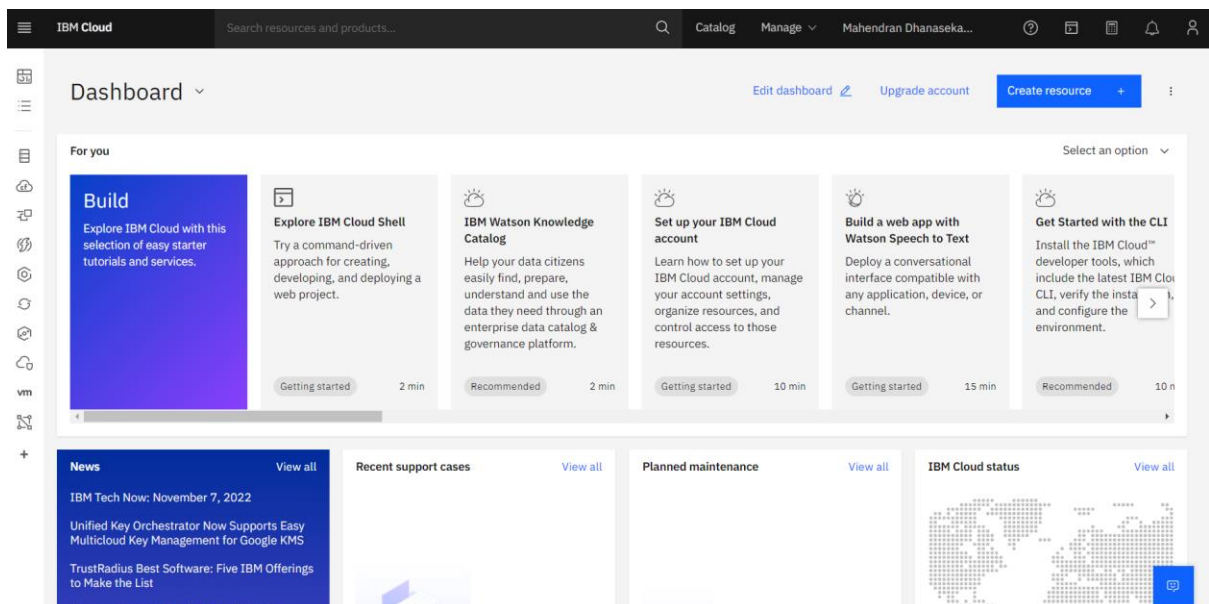 IBM Cloud
Search resources and products...
Catalog
Manage
Mahendran Dhanaseka...
Dashboard
Edit dashboard
Upgrade account
Create resource +
For you
Select an option
Build
Explore IBM Cloud with this
selection of easy starter
tutorials and services.
Explore IBM Cloud Shell
Try a command-driven
approach for creating,
developing, and deploying a
web project.
Getting started
2 min
IBM Watson Knowledge
Catalog
Help your data citizens
easily find, prepare,
understand and use the
data they need through an
enterprise data catalog &
governance platform.
Recommended
2 min
Set up your IBM Cloud
account
Learn how to set up your
IBM Cloud account, manage
your account settings,
organize resources, and
control access to those
resources.
Getting started
10 min
Build a web app with
Watson Speech to Text
Deploy a conversational
interface compatible with
any application, device, or
channel.
Getting started
15 min
Get Started with the CLI
Install the IBM Cloud™
developer tools, which
include the latest IBM
CLI, verify the
and configure the
environment.
Recommended
10
vm
News
View all
IBM Tech Now: November 7, 2022
Unified Key Orchestrator Now Supports Easy
Multicloud Key Management for Google KMS
TrustRadius Best Software: Five IBM Offerings
to Make the List
Recent support cases
View all
Planned maintenance
View all
IBM Cloud status
View all